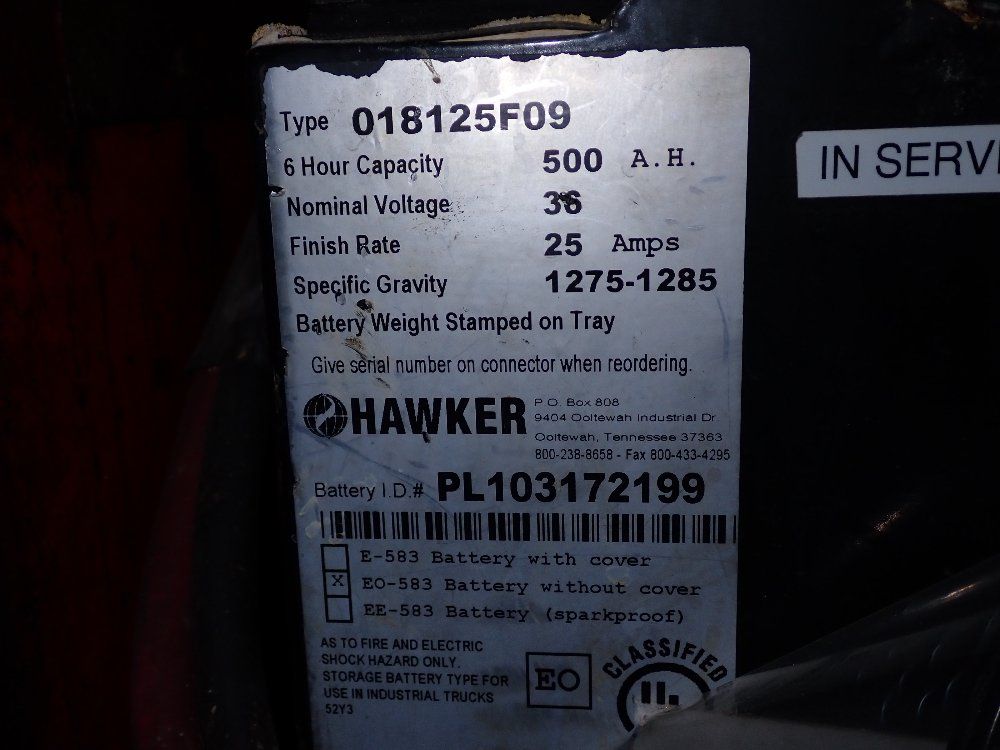 Type 018125F09
6 Hour Capacity 500 A.H.
Nominal Voltage 36
Finish Rate 25 Amps
Specific Gravity 1275-1285
Battery Weight Stamped on Tray
Give serial number on connector when reordering.
HAWKER
P.O. Box 808
9404 Ooltewah Industrial Dr.
Ooltewah, Tennessee 37363
800-238-8658 - Fax 800-433-4295
Battery I.D.# PL103172199
E-583 Battery with cover
X EO-583 Battery without cover
EE-583 Battery (sparkproof)
AS TO FIRE AND ELECTRIC
SHOCK HAZARD ONLY.
STORAGE BATTERY TYPE FOR
USE IN INDUSTRIAL TRUCKS
52Y3
EO
CLASSIFIED
UL
IN SERVI